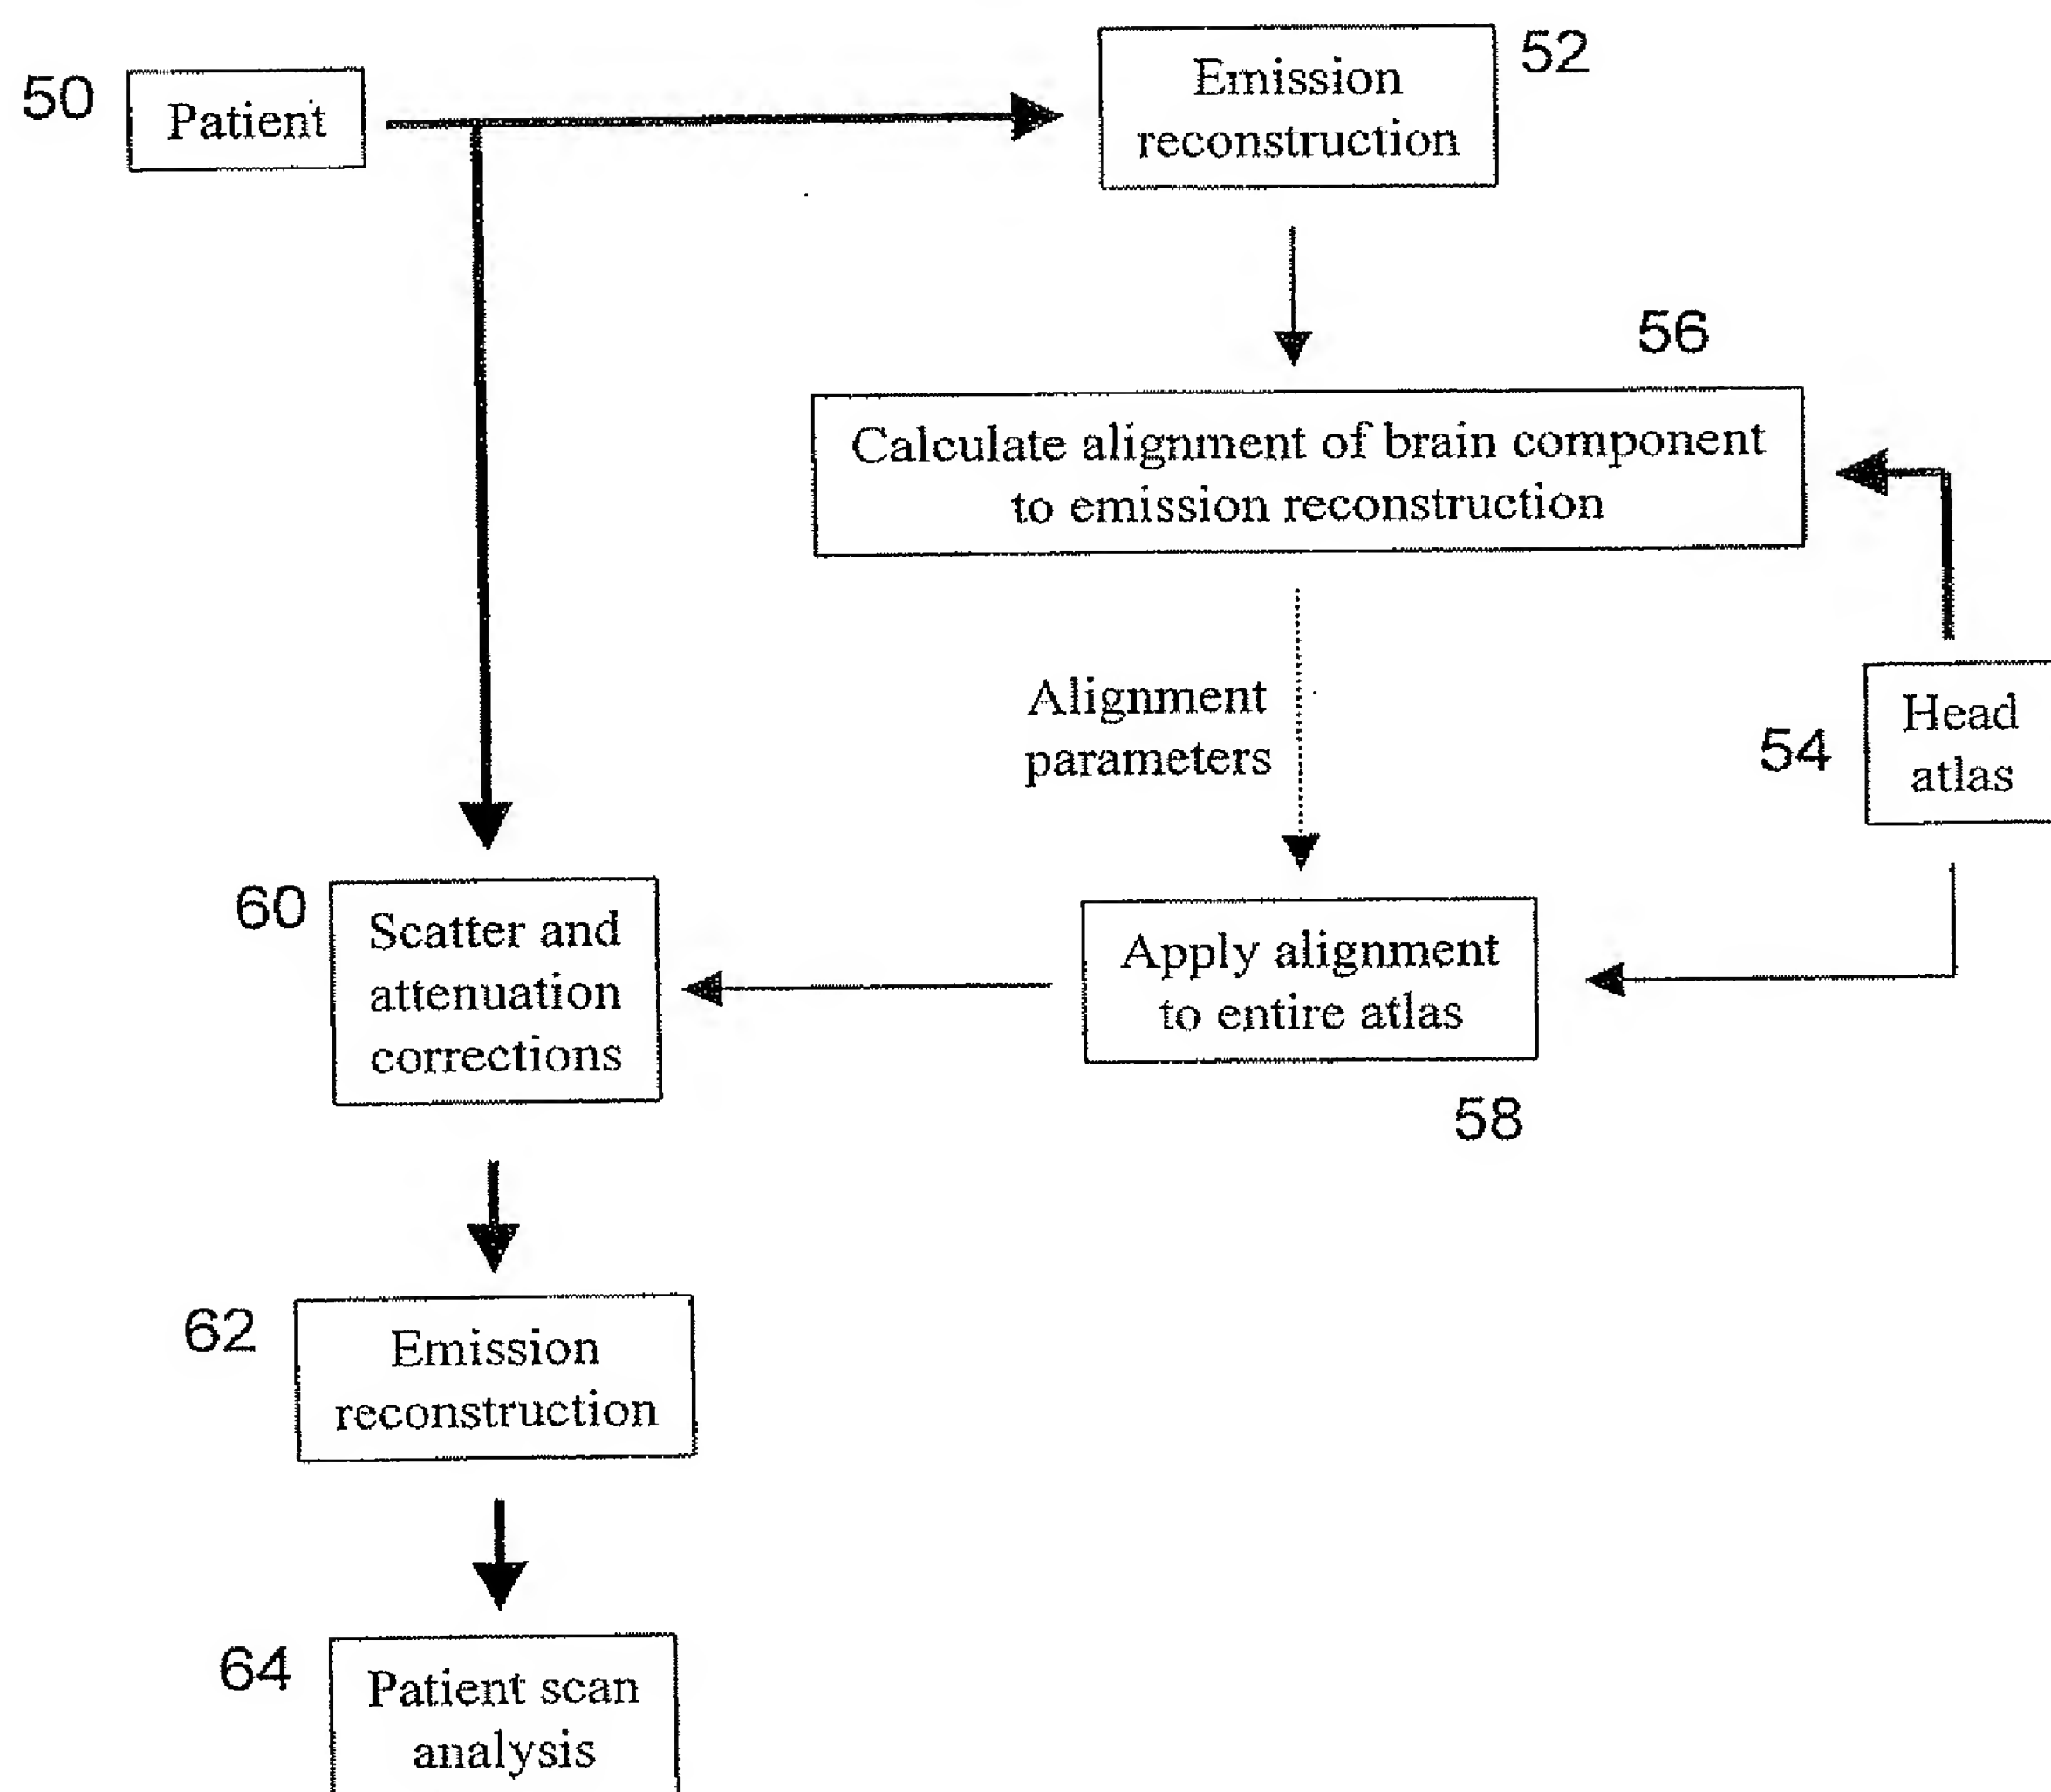 50
Patient
Emission
reconstruction
52
56
Calculate alignment of brain component
to emission reconstruction
Alignment
parameters
54
Head
atlas
60
Scatter and
attenuation
corrections
Apply alignment
to entire atlas
58
62
Emission
reconstruction
64
Patient scan
analysis